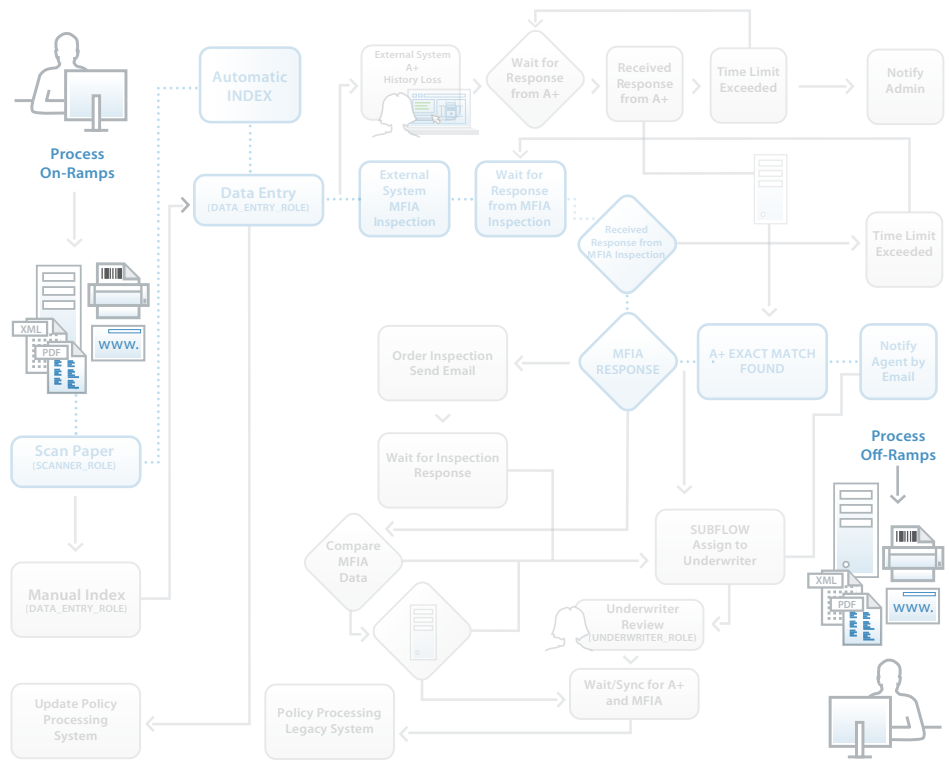 Process
On-Ramps
XML
PDF
www.
Scan Paper
(SCANNER_ROLE)
Manual Index
(DATA_ENTRY_ROLE)
Update Policy
Processing
System
Automatic
INDEX
Data Entry
(DATA_ENTRY_ROLE)
External System
A+
History Loss
Wait for
Response
from A+
Received
Response
from A+
Time Limit
Exceeded
Notify
Admin
External
System
MFIA
Inspection
Wait for
Response
from MFIA
Inspection
Received
Response from
MFIA Inspection
Time Limit
Exceeded
Order Inspection
Send Email
MFIA
RESPONSE
A+ EXACT MATCH
FOUND
Notify
Agent by
Email
Wait for Inspection
Response
Compare
MFIA
Data
SUBFLOW
Assign to
Underwriter
Underwriter
Review
(UNDERWRITER_ROLE)
Wait/Sync for A+
and MFIA
Policy Processing
Legacy System
Process
Off-Ramps
XML
PDF
www.